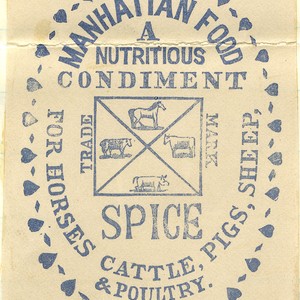 MANHATTAN FOOD
A
NUTRITIOUS
CONDIMENT
TRADE
MARK
SPICE
FOR HORSES
CATTLE, PIGS, SHEEP,
& POULTRY.